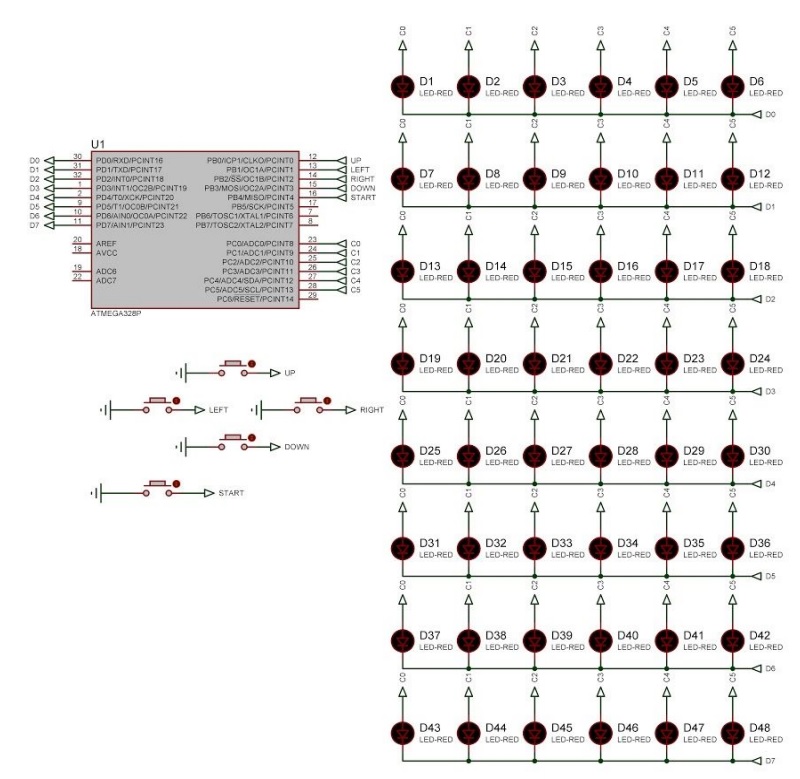 C0 C1 C2 C3 C4 C5
D1 D2 D3 D4 D5 D6
LED-RED LED-RED LED-RED LED-RED LED-RED LED-RED
D0
U1
D0 30 PD0/RXD/PCINT16 PB0/ICP1/CLKO/PCINT0 12 UP
D1 31 PD1/TXD/PCINT17 PB1/OC1A/PCINT1 13 LEFT
D2 32 PD2/INT0/PCINT18 PB2/SS/OC1B/PCINT2 14 RIGHT
D3 1 PD3/INT1/OC2B/PCINT19 PB3/MOSI/OC2A/PCINT3 15 DOWN
D4 2 PD4/T0/XCK/PCINT20 PB4/MISO/PCINT4 16 START
D5 9 PD5/T1/OC0B/PCINT21 PB5/SCK/PCINT5 17
D6 10 PD6/AIN0/OC0A/PCINT22 PB6/TOSC1/XTAL1/PCINT6 7
D7 11 PD7/AIN1/PCINT23 PB7/TOSC2/XTAL2/PCINT7 8
20 AREF PC0/ADC0/PCINT8 23 C0
18 AVCC PC1/ADC1/PCINT9 24 C1
PC2/ADC2/PCINT10 25 C2
19 ADC6 PC3/ADC3/PCINT11 26 C3
22 ADC7 PC4/ADC4/SDA/PCINT12 27 C4
PC5/ADC5/SCL/PCINT13 28 C5
PC6/RESET/PCINT14 29
ATMEGA328P
C0 C1 C2 C3 C4 C5
D7 D8 D9 D10 D11 D12
LED-RED LED-RED LED-RED LED-RED LED-RED LED-RED
D1
C0 C1 C2 C3 C4 C5
D13 D14 D15 D16 D17 D18
LED-RED LED-RED LED-RED LED-RED LED-RED LED-RED
D2
C0 C1 C2 C3 C4 C5
D19 D20 D21 D22 D23 D24
LED-RED LED-RED LED-RED LED-RED LED-RED LED-RED
D3
UP
LEFT RIGHT
DOWN
START
C0 C1 C2 C3 C4 C5
D25 D26 D27 D28 D29 D30
LED-RED LED-RED LED-RED LED-RED LED-RED LED-RED
D4
C0 C1 C2 C3 C4 C5
D31 D32 D33 D34 D35 D36
LED-RED LED-RED LED-RED LED-RED LED-RED LED-RED
D5
C0 C1 C2 C3 C4 C5
D37 D38 D39 D40 D41 D42
LED-RED LED-RED LED-RED LED-RED LED-RED LED-RED
D6
C0 C1 C2 C3 C4 C5
D43 D44 D45 D46 D47 D48
LED-RED LED-RED LED-RED LED-RED LED-RED LED-RED
D7